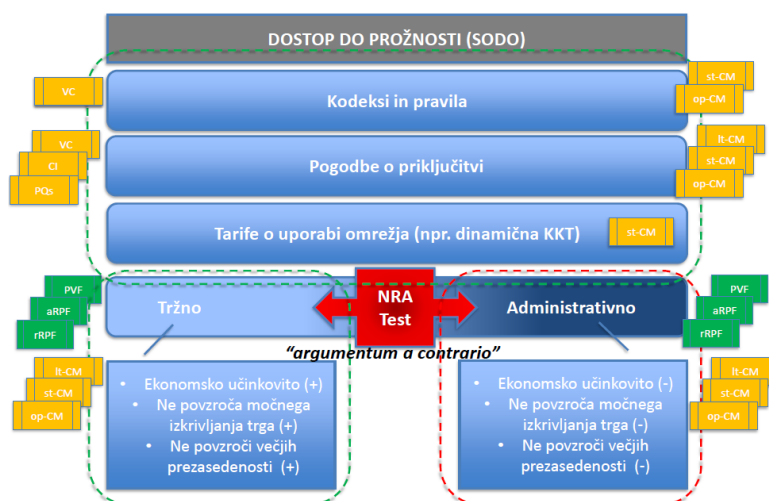 DOSTOP DO PROŽNOSTI (SODO)
VC
Kodeksi in pravila
st-CM
op-CM
VC
CI
PQs
Pogodbe o priključitvi
lt-CM
st-CM
op-CM
Tarife o uporabi omrežja (npr. dinamična KKT)
st-CM
PVF
aRPF
rRPF
Tržno
NRA
Test
Administrativno
PVF
aRPF
rRPF
“argumentum a contrario”
lt-CM
st-CM
op-CM
• Ekonomsko učinkovito (+)
• Ne povzroča močnega
izkrivljanja trga (+)
• Ne povzroči večjih
prezasedenosti (+)
• Ekonomsko učinkovito (-)
• Ne povzroča močnega
izkrivljanja trga (-)
• Ne povzroči večjih
prezasedenosti (-)
lt-CM
st-CM
op-CM